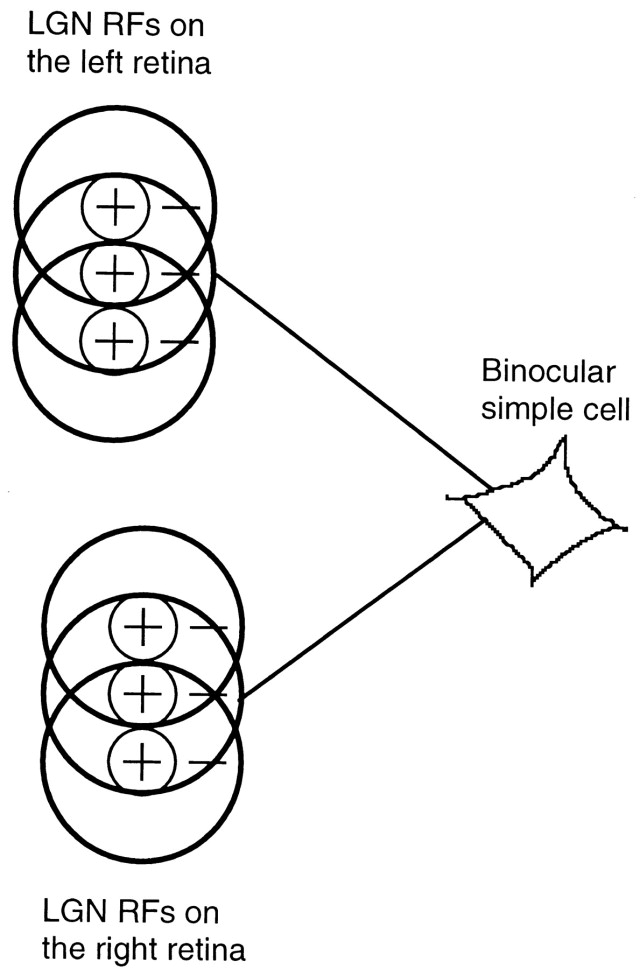 LGN RFs on
the left retina
+ −
+ −
+ −
Binocular
simple cell
+ −
+ −
+ −
LGN RFs on
the right retina